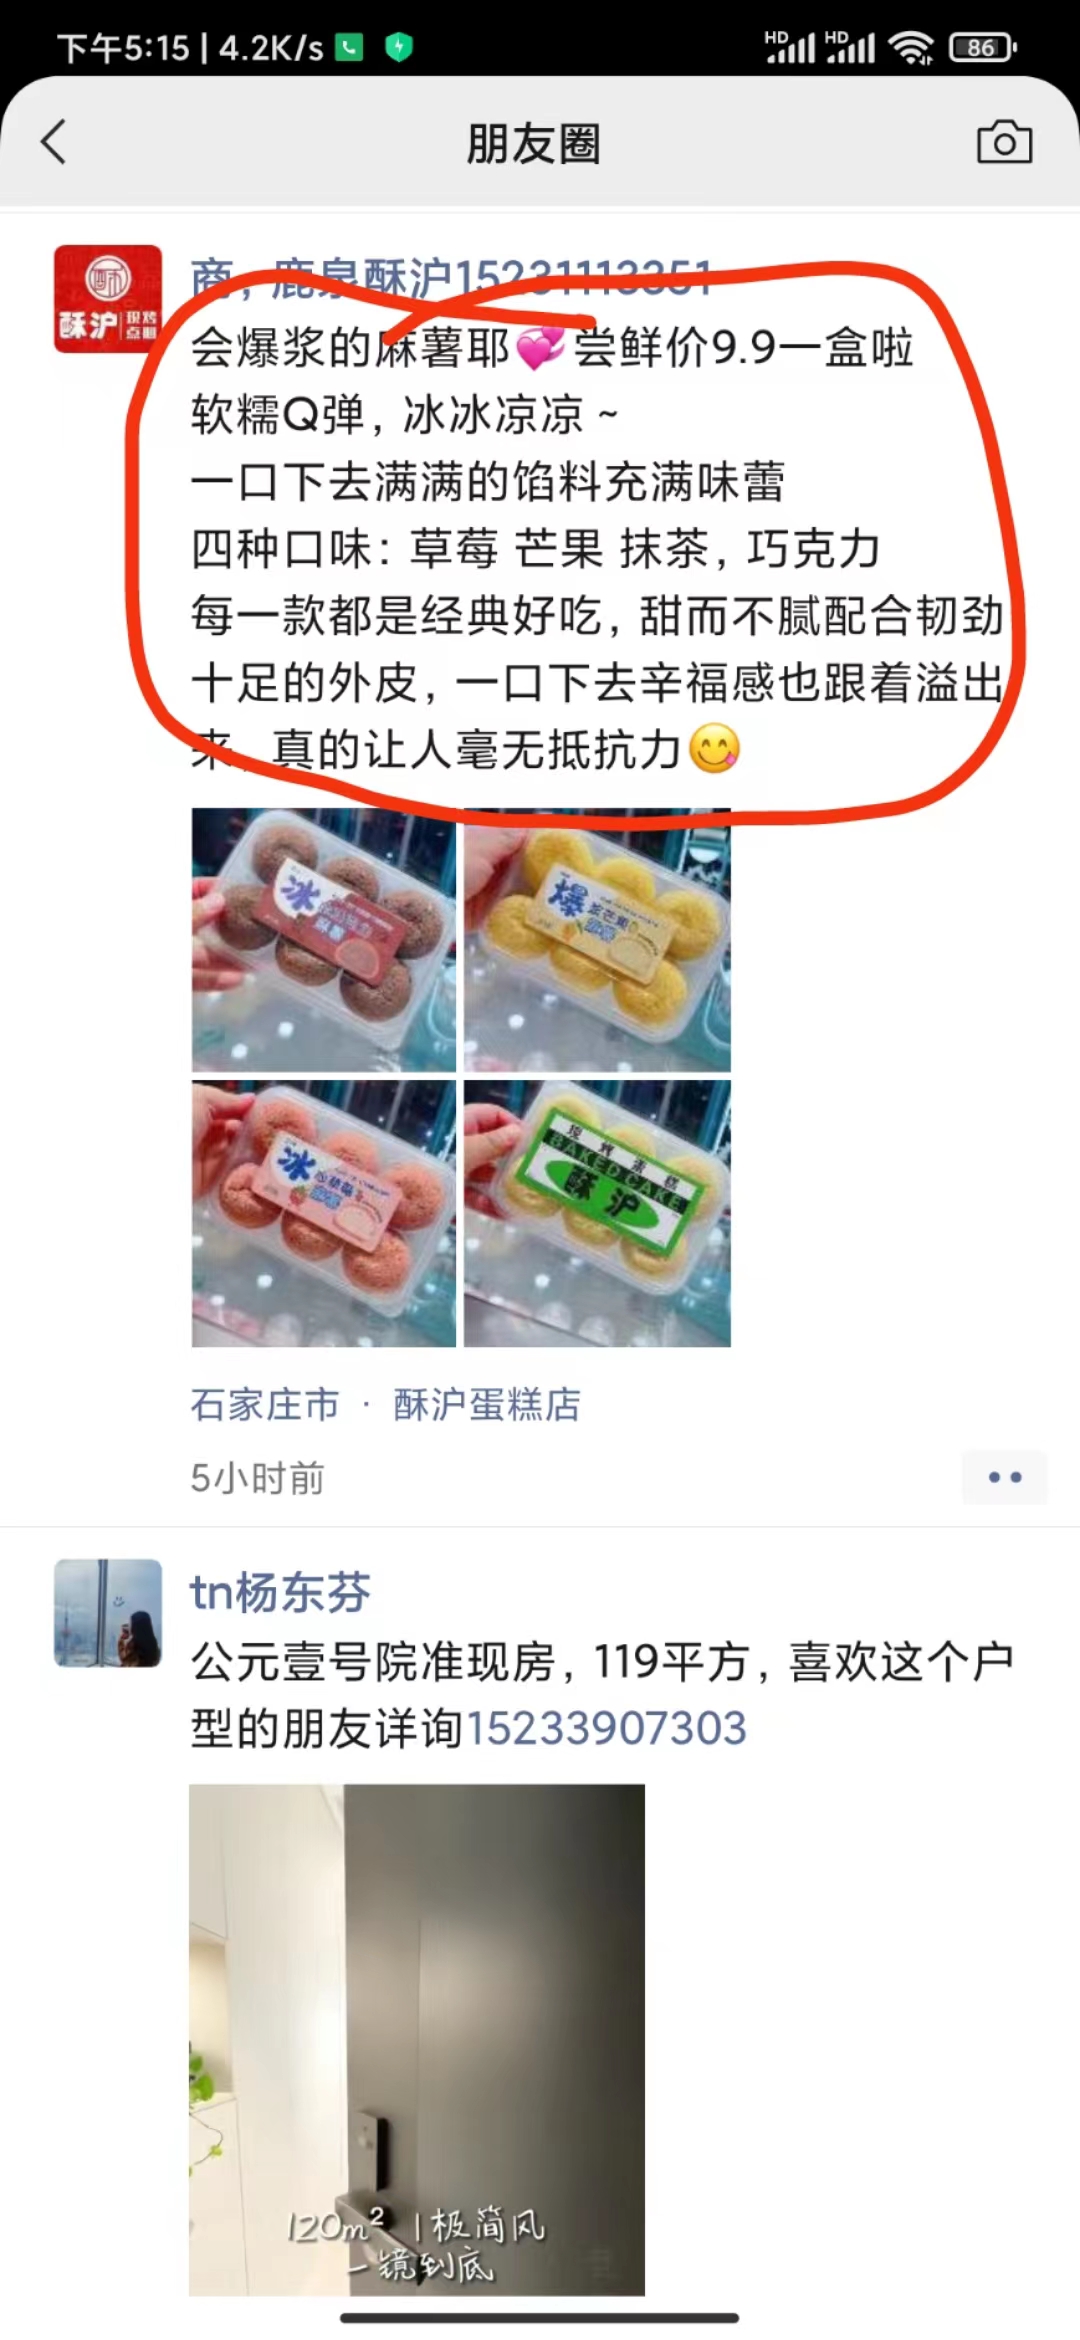 下午5:15 | 4.2K/s
HD HD 86
朋友圈
商，鹿泉酥沪15231113351
酥沪 现烤点心
会爆浆的麻薯耶💞尝鲜价9.9一盒啦
软糯Q弹，冰冰凉凉～
一口下去满满的馅料充满味蕾
四种口味：草莓 芒果 抹茶，巧克力
每一款都是经典好吃，甜而不腻配合韧劲
十足的外皮，一口下去辛福感也跟着溢出
来，真的让人毫无抵抗力😋
冰
爆
浆芒果
冰
现烤蛋糕
BAKED CAKE
酥沪
石家庄市 · 酥沪蛋糕店
5小时前
tn杨东芬
公元壹号院准现房，119平方，喜欢这个户
型的朋友详询15233907303
120m² | 极简风
一镜到底